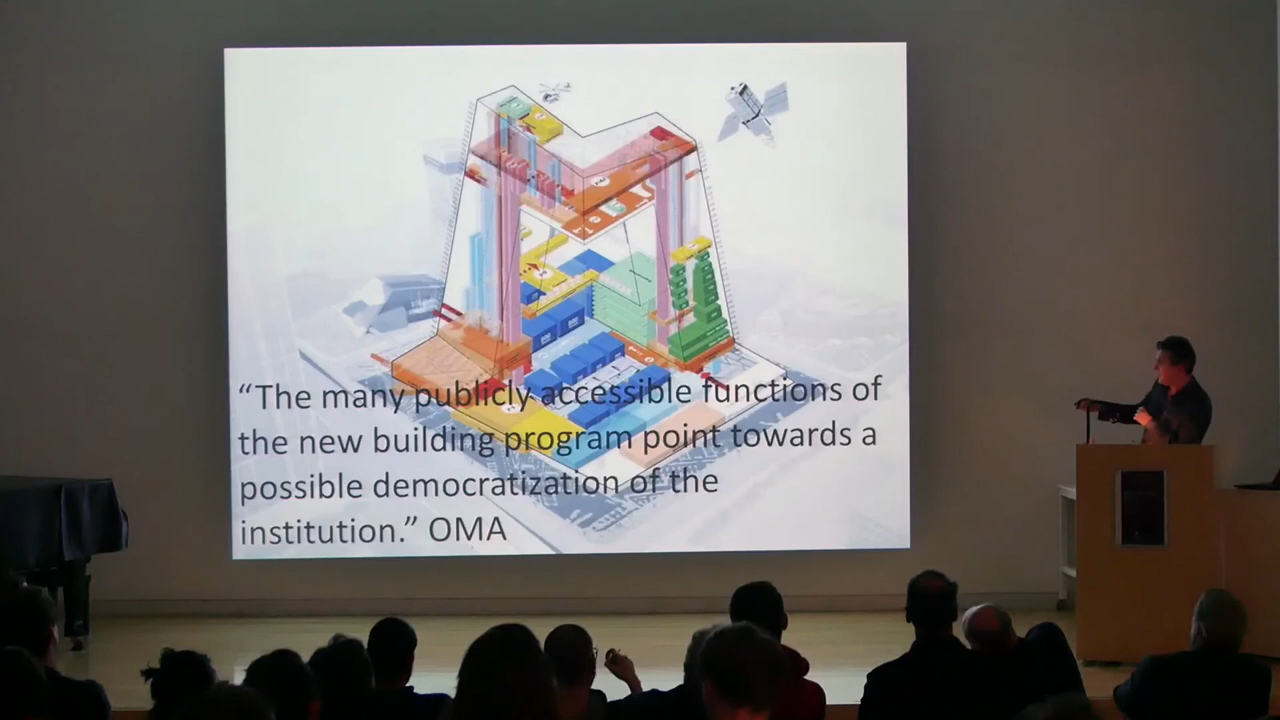 “The many publicly accessible functions of
the new building program point towards a
possible democratization of the
institution.” OMA